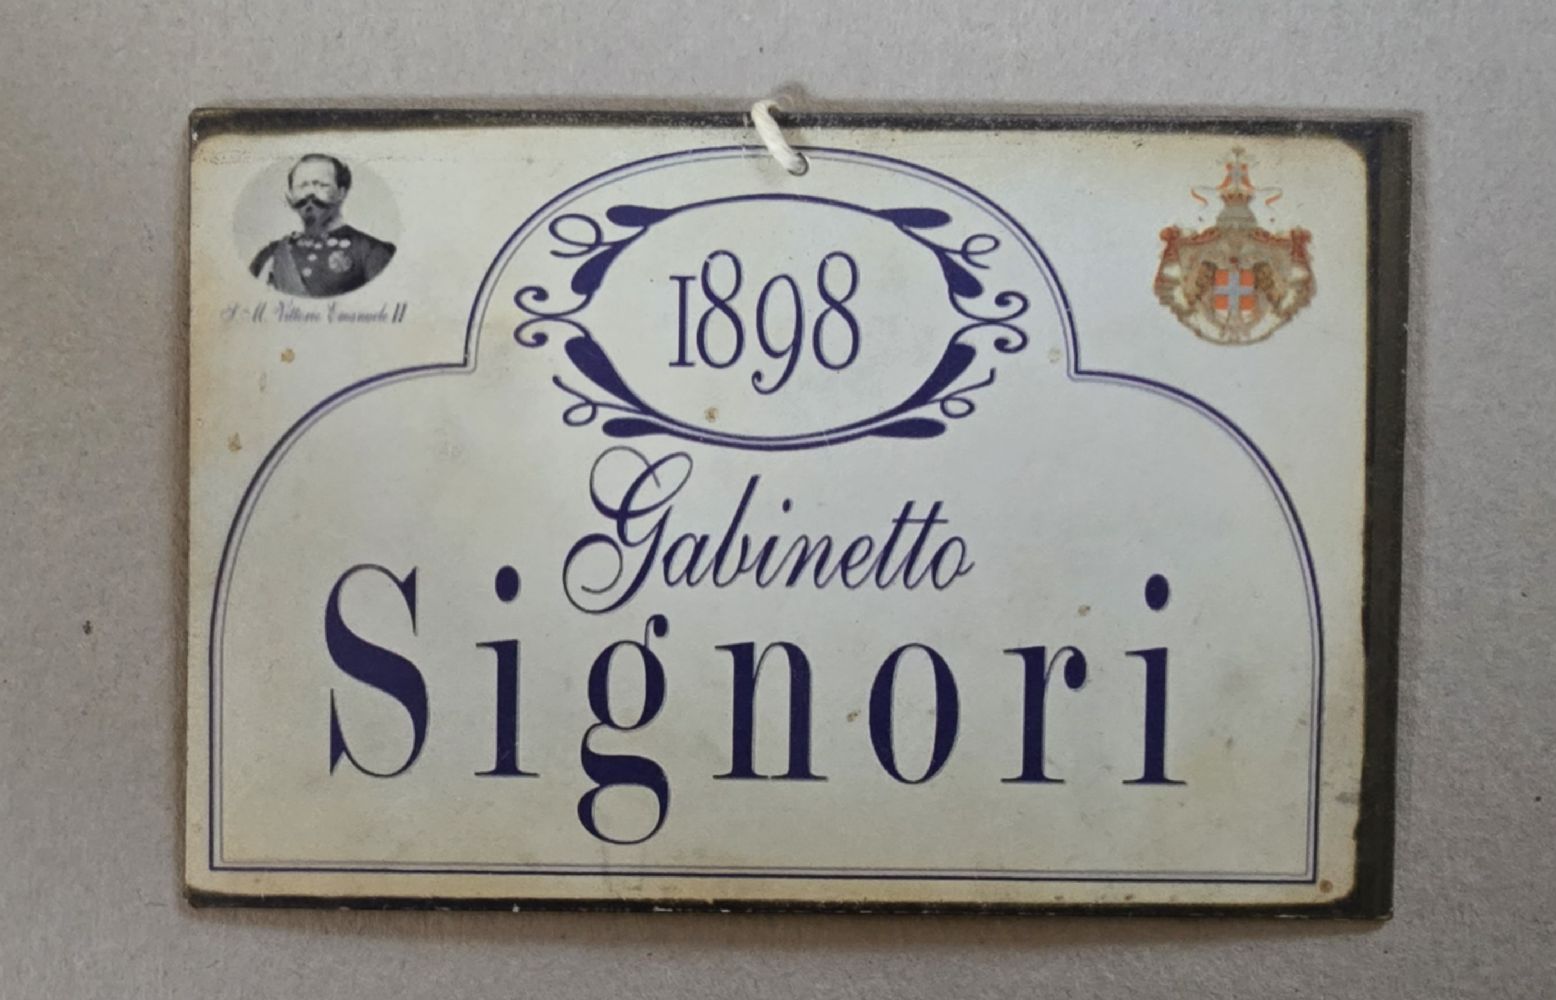 S. M. Vittorio Emanuele II
1898
Gabinetto
Signori